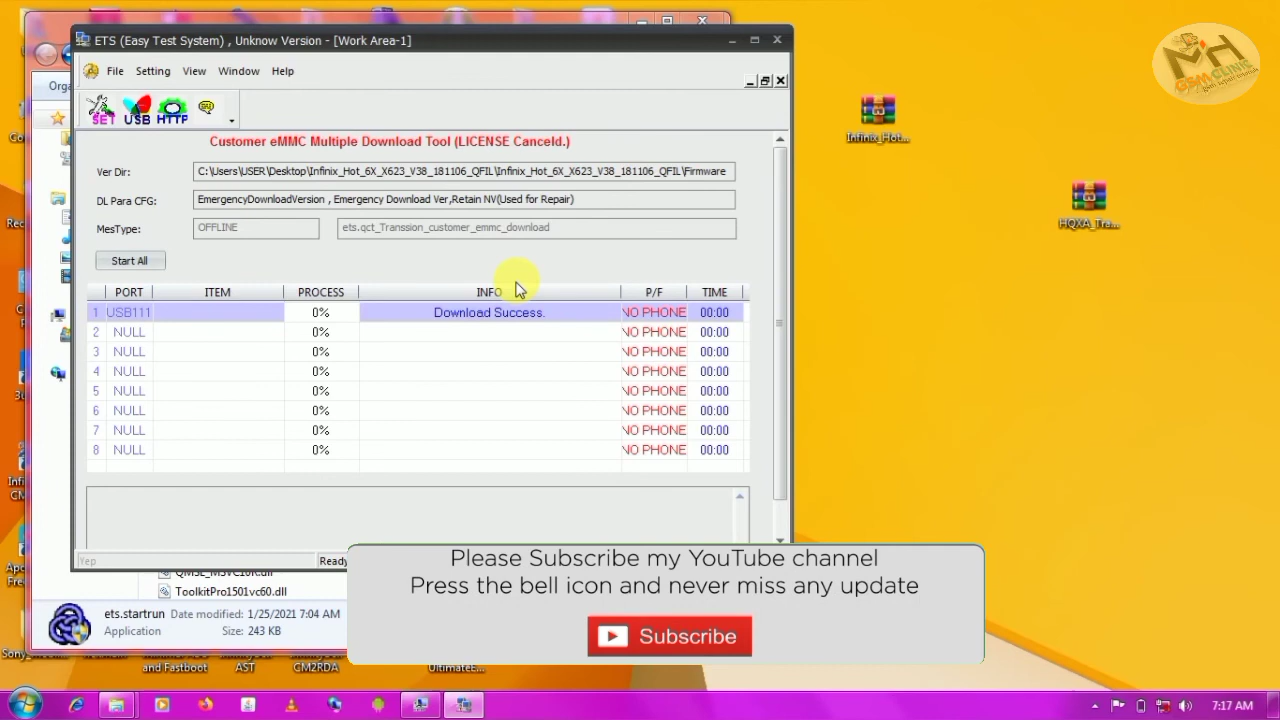 ETS (Easy Test System) , Unknow Version - [Work Area-1]
File Setting View Window Help
SET USB HTTP
Customer eMMC Multiple Download Tool (LICENSE Canceld.)
Ver Dir: C:\Users\USER\Desktop\Infinix_Hot_6X_X623_V38_181106_QFIL\Infinix_Hot_6X_X623_V38_181106_QFIL\Firmware
DL Para CFG: EmergencyDownloadVersion , Emergency Download Ver,Retain NV(Used for Repair)
MesType: OFFLINE ets.qct_Transsion_customer_emmc_download
Start All
PORT ITEM PROCESS INFO P/F TIME
1 USB111 0% Download Success. NO PHONE 00:00
2 NULL 0% NO PHONE 00:00
3 NULL 0% NO PHONE 00:00
4 NULL 0% NO PHONE 00:00
5 NULL 0% NO PHONE 00:00
6 NULL 0% NO PHONE 00:00
7 NULL 0% NO PHONE 00:00
8 NULL 0% NO PHONE 00:00
Yep Ready
Orga
ToolkitPro1501vc60.dll
ets.startrun Date modified: 1/25/2021 7:04 AM
Application Size: 243 KB
and Fastboot AST CM2RDA
Infinix_Hot...
HQXA_Tra...
MH
GSM CLINIC
Please Subscribe my YouTube channel
Press the bell icon and never miss any update
Subscribe
7:17 AM